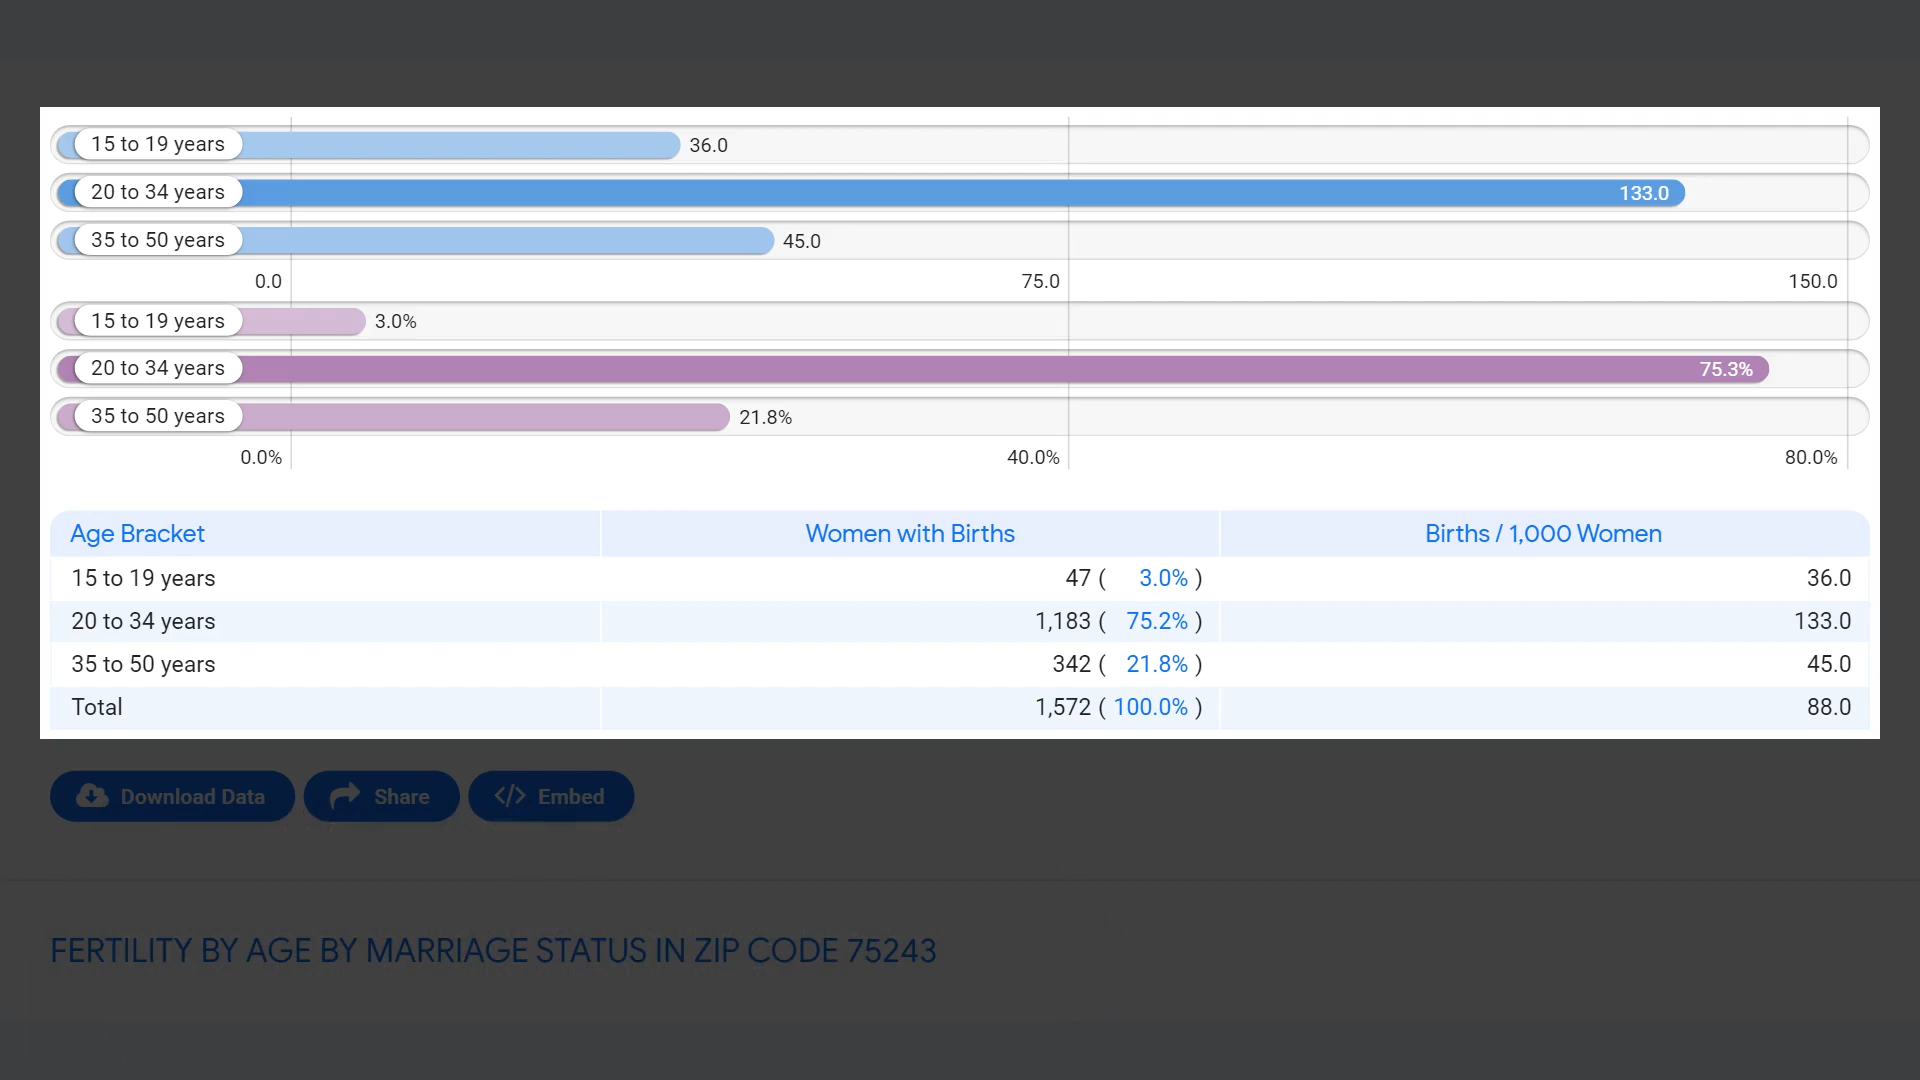 15 to 19 years 36.0
20 to 34 years 133.0
35 to 50 years 45.0
0.0 75.0 150.0
15 to 19 years 3.0%
20 to 34 years 75.3%
35 to 50 years 21.8%
0.0% 40.0% 80.0%
Age Bracket Women with Births Births / 1,000 Women
15 to 19 years 47 ( 3.0% ) 36.0
20 to 34 years 1,183 ( 75.2% ) 133.0
35 to 50 years 342 ( 21.8% ) 45.0
Total 1,572 ( 100.0% ) 88.0
Download Data Share Embed
FERTILITY BY AGE BY MARRIAGE STATUS IN ZIP CODE 75243